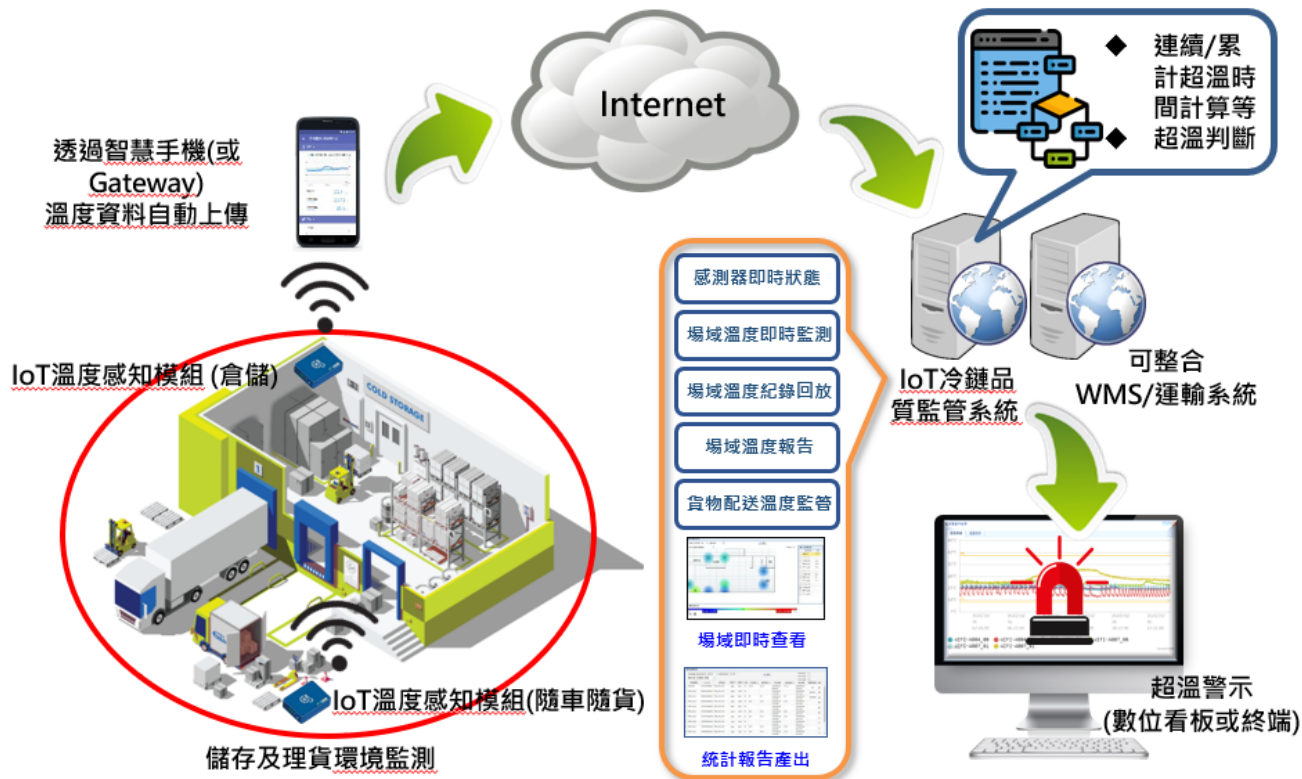 Internet
◆ 連續/累
計超溫時
間計算等
◆ 超溫判斷
透過智慧手機(或
Gateway)
溫度資料自動上傳
感測器即時狀態
場域溫度即時監測
場域溫度紀錄回放
場域溫度報告
貨物配送溫度監管
場域即時查看
統計報告產出
IoT冷鏈品
質監管系統
可整合
WMS/運輸系統
IoT溫度感知模組 (倉儲)
COLD STORAGE
1
IoT溫度感知模組(隨車隨貨)
儲存及理貨環境監測
超溫警示
(數位看板或終端)